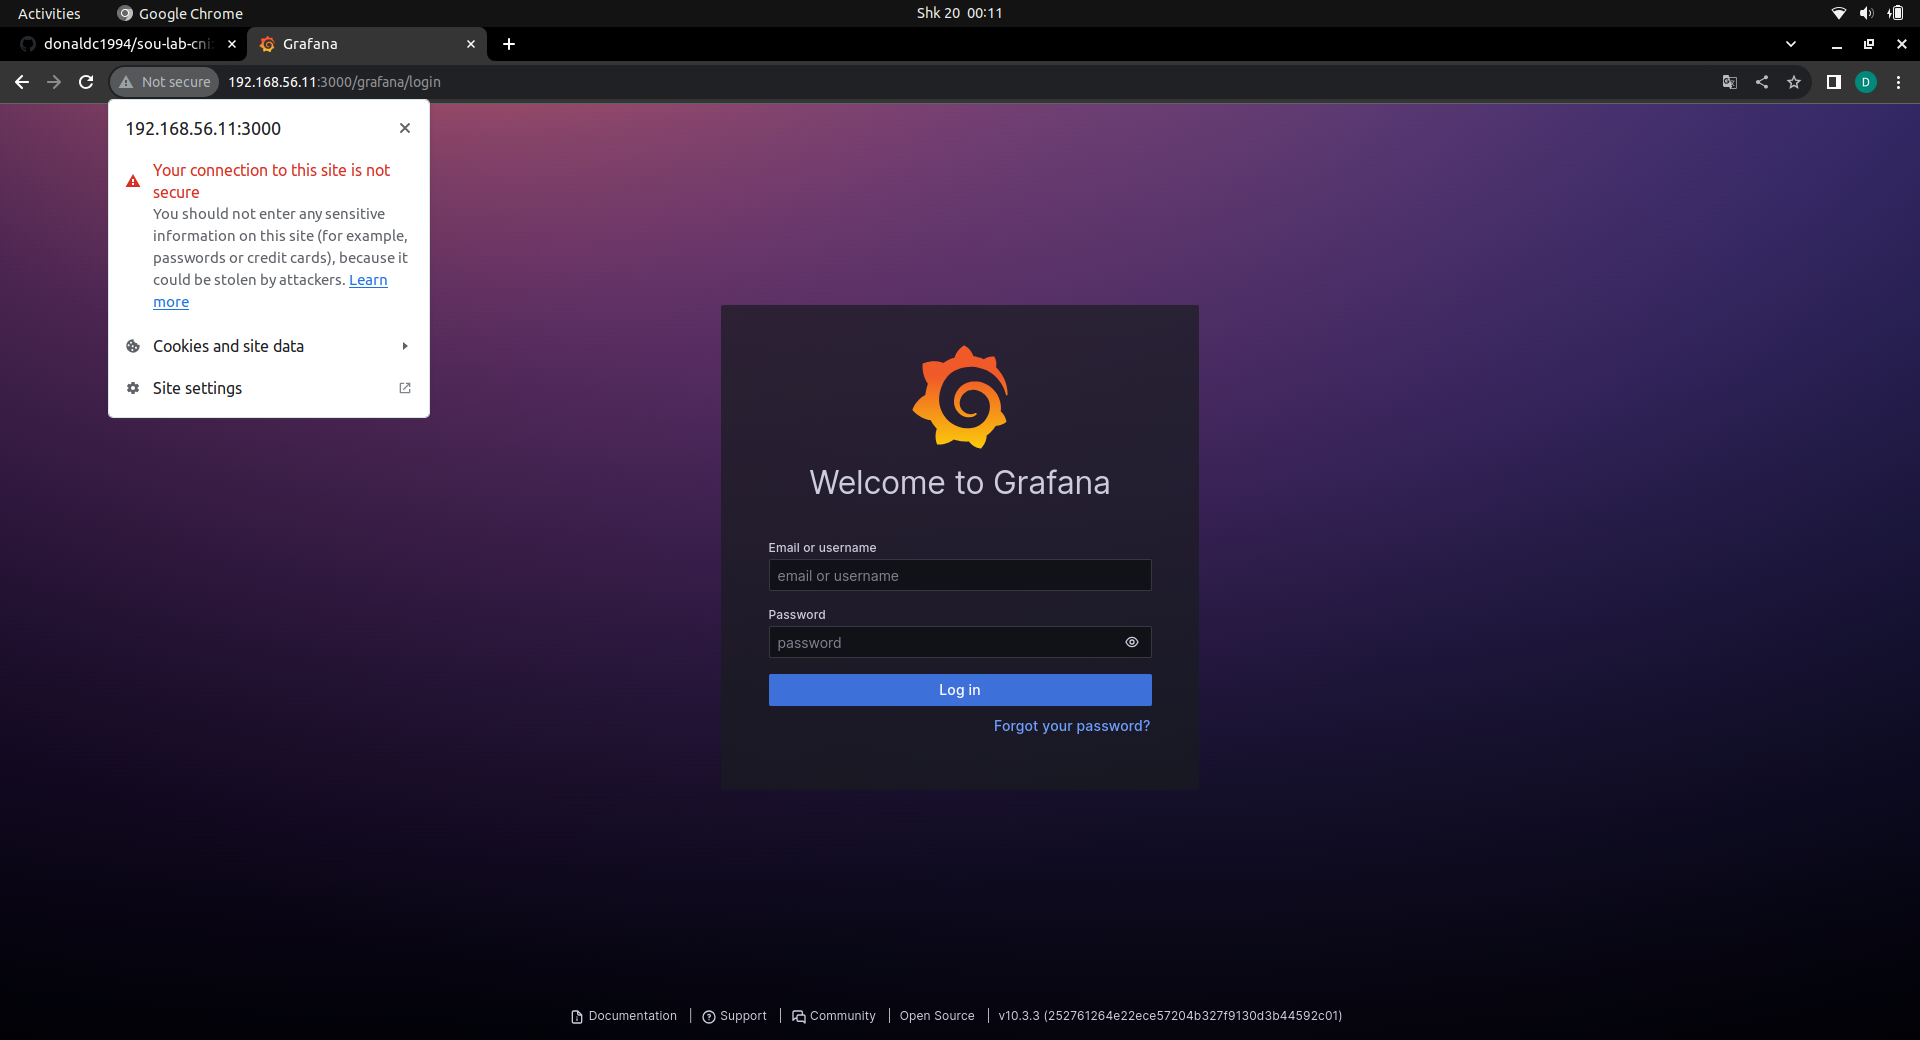 Activities
Google Chrome
Shk 20 00:11
donaldc1994/sou-lab-cni
Grafana
Not secure
192.168.56.11:3000/grafana/login
D
192.168.56.11:3000
Your connection to this site is not
secure
You should not enter any sensitive
information on this site (for example,
passwords or credit cards), because it
could be stolen by attackers. Learn
more
Cookies and site data
Site settings
Welcome to Grafana
Email or username
email or username
Password
password
Log in
Forgot your password?
Documentation
Support
Community
Open Source
v10.3.3 (252761264e22ece57204b327f9130d3b44592c01)